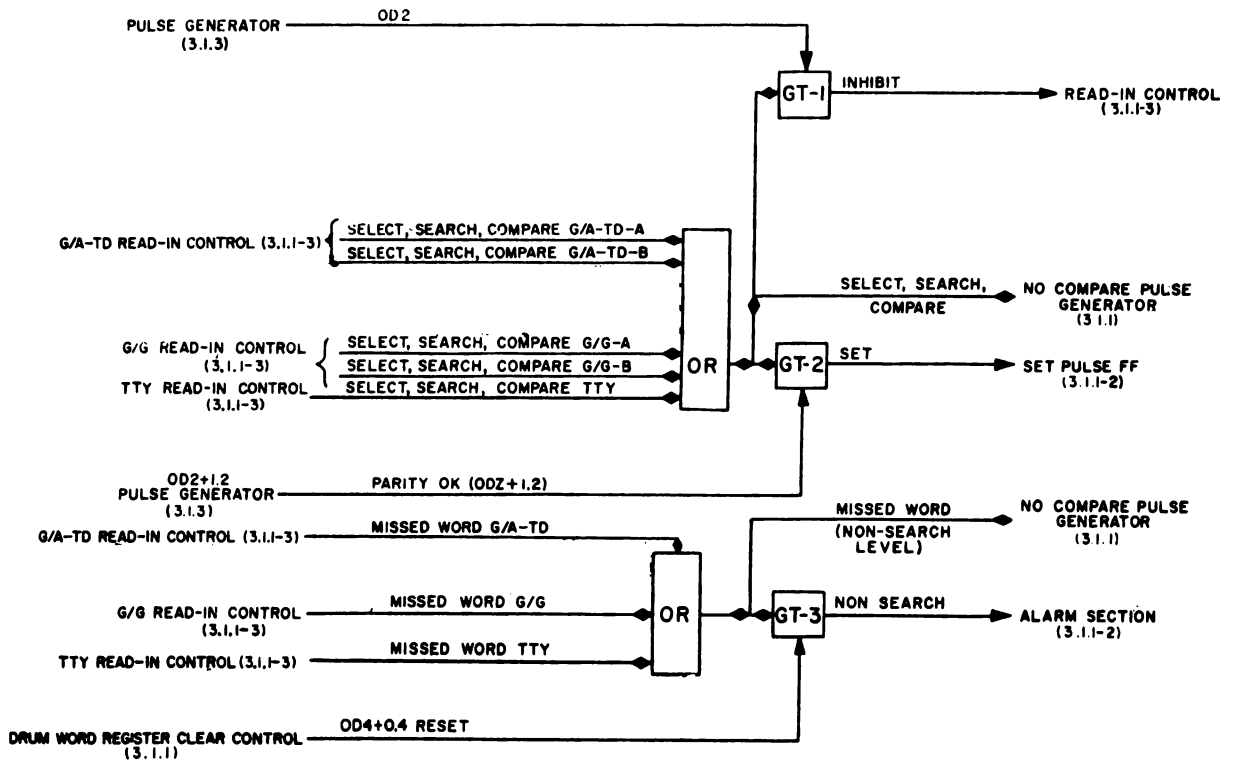 OD2
PULSE GENERATOR
(3.1.3)
GT-1
INHIBIT
READ-IN CONTROL
(3.1.1-3)
G/A-TD READ-IN CONTROL (3.1.1-3)
SELECT, SEARCH, COMPARE G/A-TD-A
SELECT, SEARCH, COMPARE G/A-TD-B
SELECT, SEARCH,
COMPARE
NO COMPARE PULSE
GENERATOR
(3.1.1)
G/G READ-IN CONTROL
(3.1.1-3)
SELECT, SEARCH, COMPARE G/G-A
SELECT, SEARCH, COMPARE G/G-B
TTY READ-IN CONTROL
(3.1.1-3)
SELECT, SEARCH, COMPARE TTY
OR
GT-2
SET
SET PULSE FF
(3.1.1-2)
OD2+1.2
PULSE GENERATOR
(3.1.3)
PARITY OK (ODZ+1.2)
G/A-TD READ-IN CONTROL (3.1.1-3)
MISSED WORD G/A-TD
MISSED WORD
(NON-SEARCH
LEVEL)
NO COMPARE PULSE
GENERATOR
(3.1.1)
G/G READ-IN CONTROL
(3.1.1-3)
MISSED WORD G/G
OR
GT-3
NON SEARCH
ALARM SECTION
(3.1.1-2)
TTY READ-IN CONTROL (3.1.1-3)
MISSED WORD TTY
DRUM WORD REGISTER CLEAR CONTROL
(3.1.1)
OD4+0.4 RESET